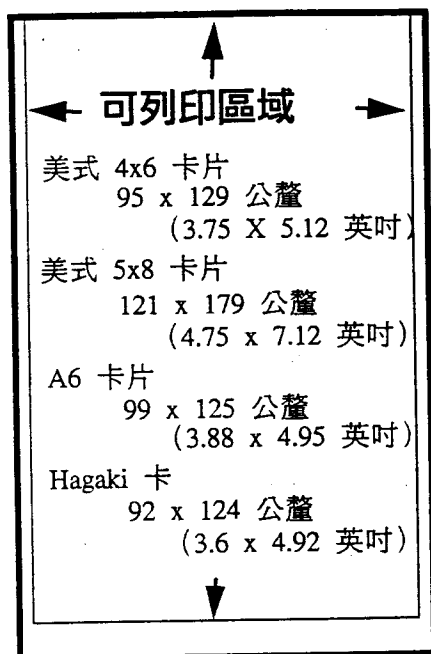 可列印區域
美式 4x6 卡片
95 x 129 公釐
(3.75 X 5.12 英吋)
美式 5x8 卡片
121 x 179 公釐
(4.75 x 7.12 英吋)
A6 卡片
99 x 125 公釐
(3.88 x 4.95 英吋)
Hagaki 卡
92 x 124 公釐
(3.6 x 4.92 英吋)